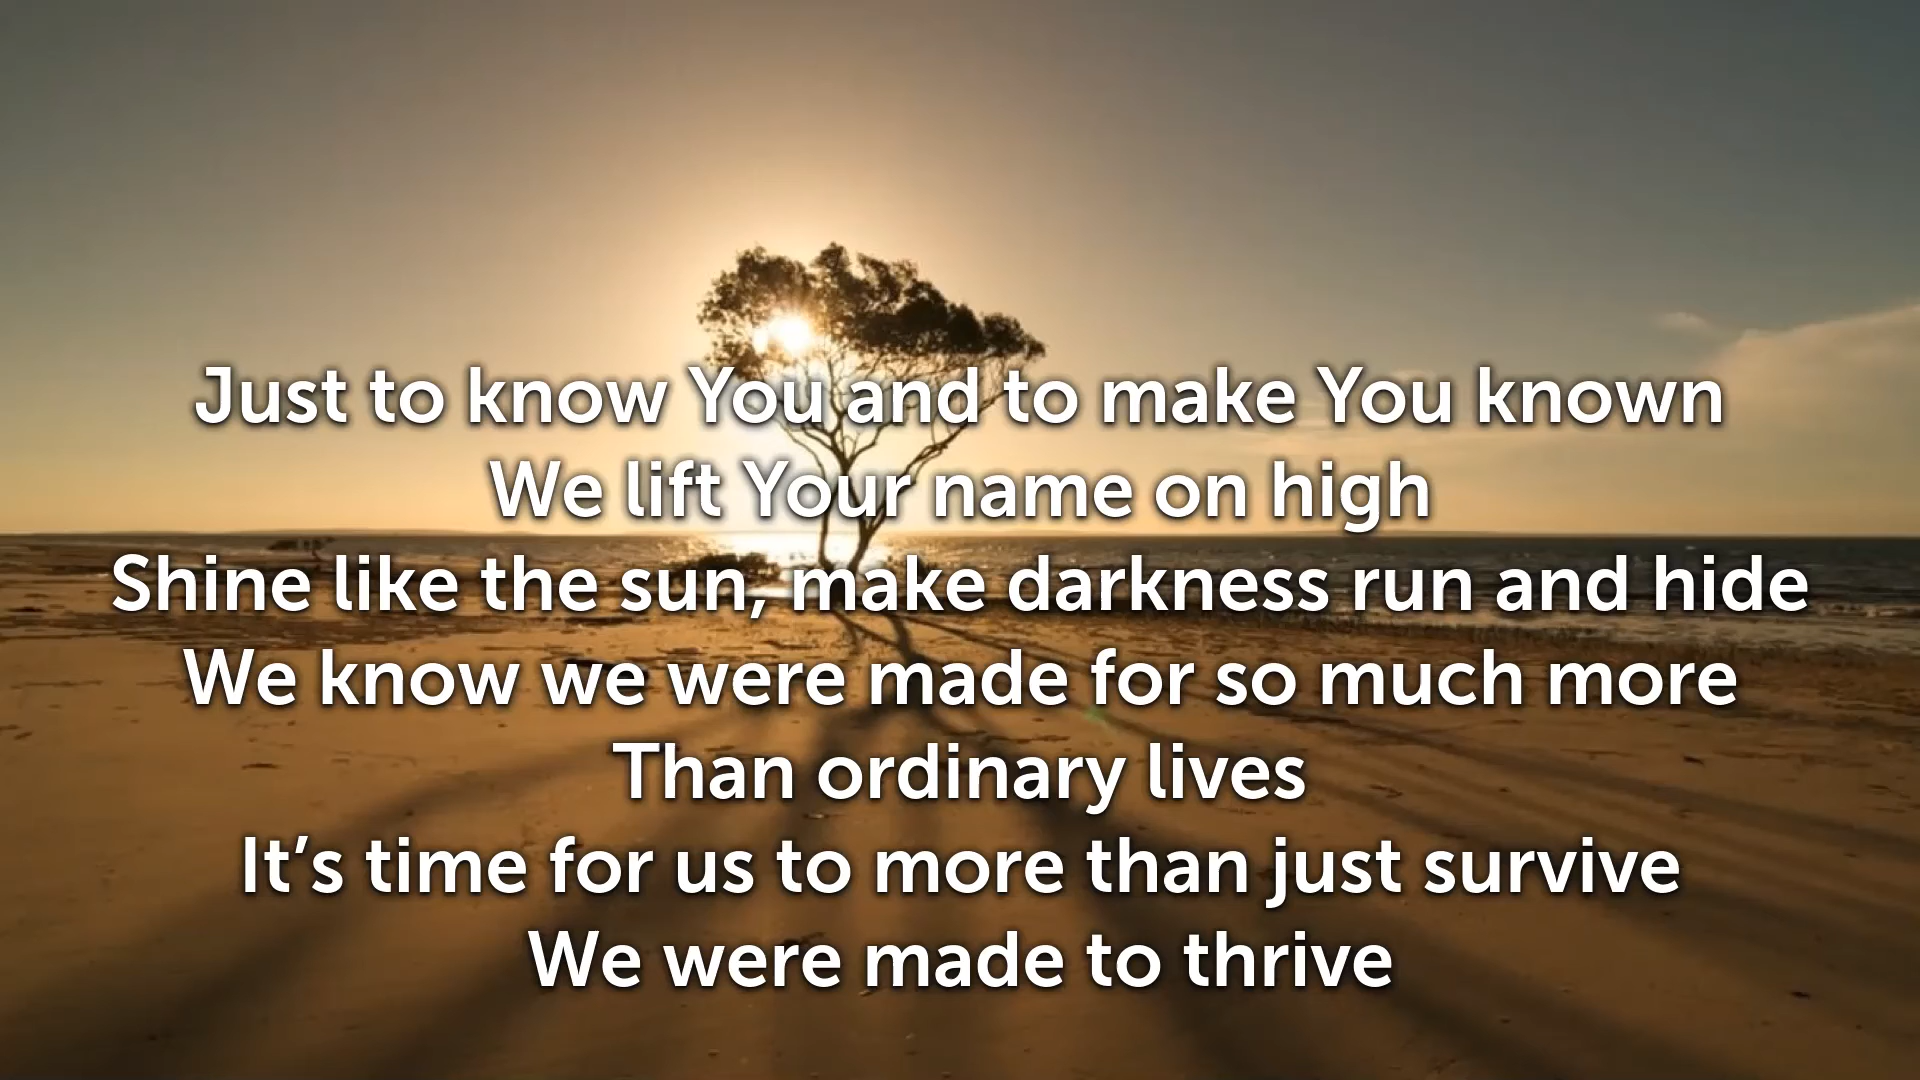 Just to know You and to make You known
We lift Your name on high
Shine like the sun, make darkness run and hide
We know we were made for so much more
Than ordinary lives
It’s time for us to more than just survive
We were made to thrive